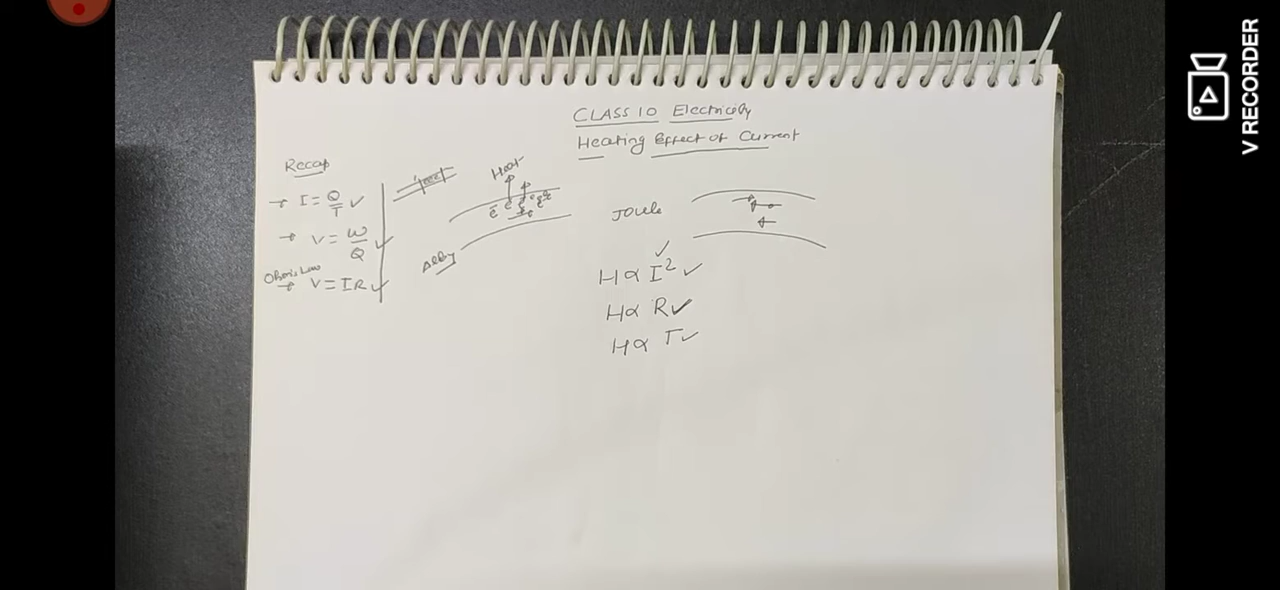 CLASS 10 Electricity
Heating Effect of Current
Recap
→ I = Q/T ✓
→ V = W/Q ✓
Ohm's Law
→ V = IR ✓
Heat
e⁻ e⁻ e⁻ e⁻
Alloy
Joule
H ∝ I² ✓
H ∝ R ✓
H ∝ T ✓
V RECORDER